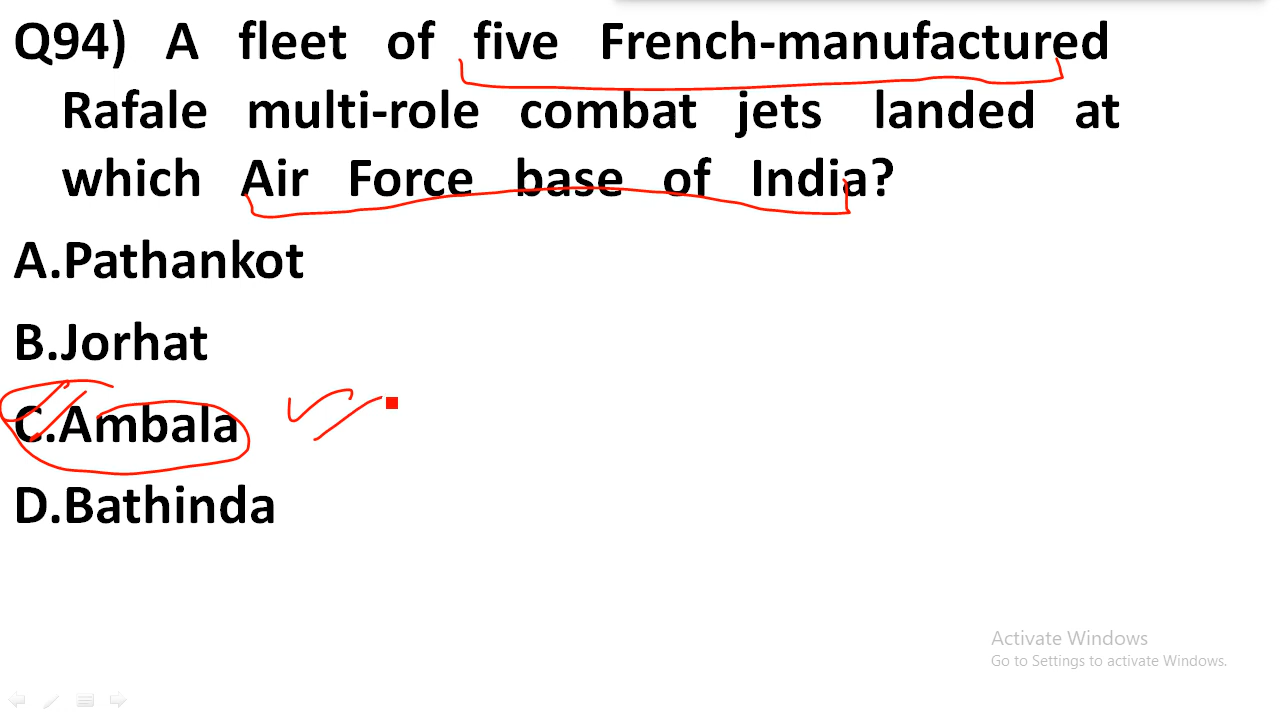 Q94) A fleet of five French-manufactured
Rafale multi-role combat jets landed at
which Air Force base of India?
A.Pathankot
B.Jorhat
C.Ambala
D.Bathinda
Activate Windows
Go to Settings to activate Windows.